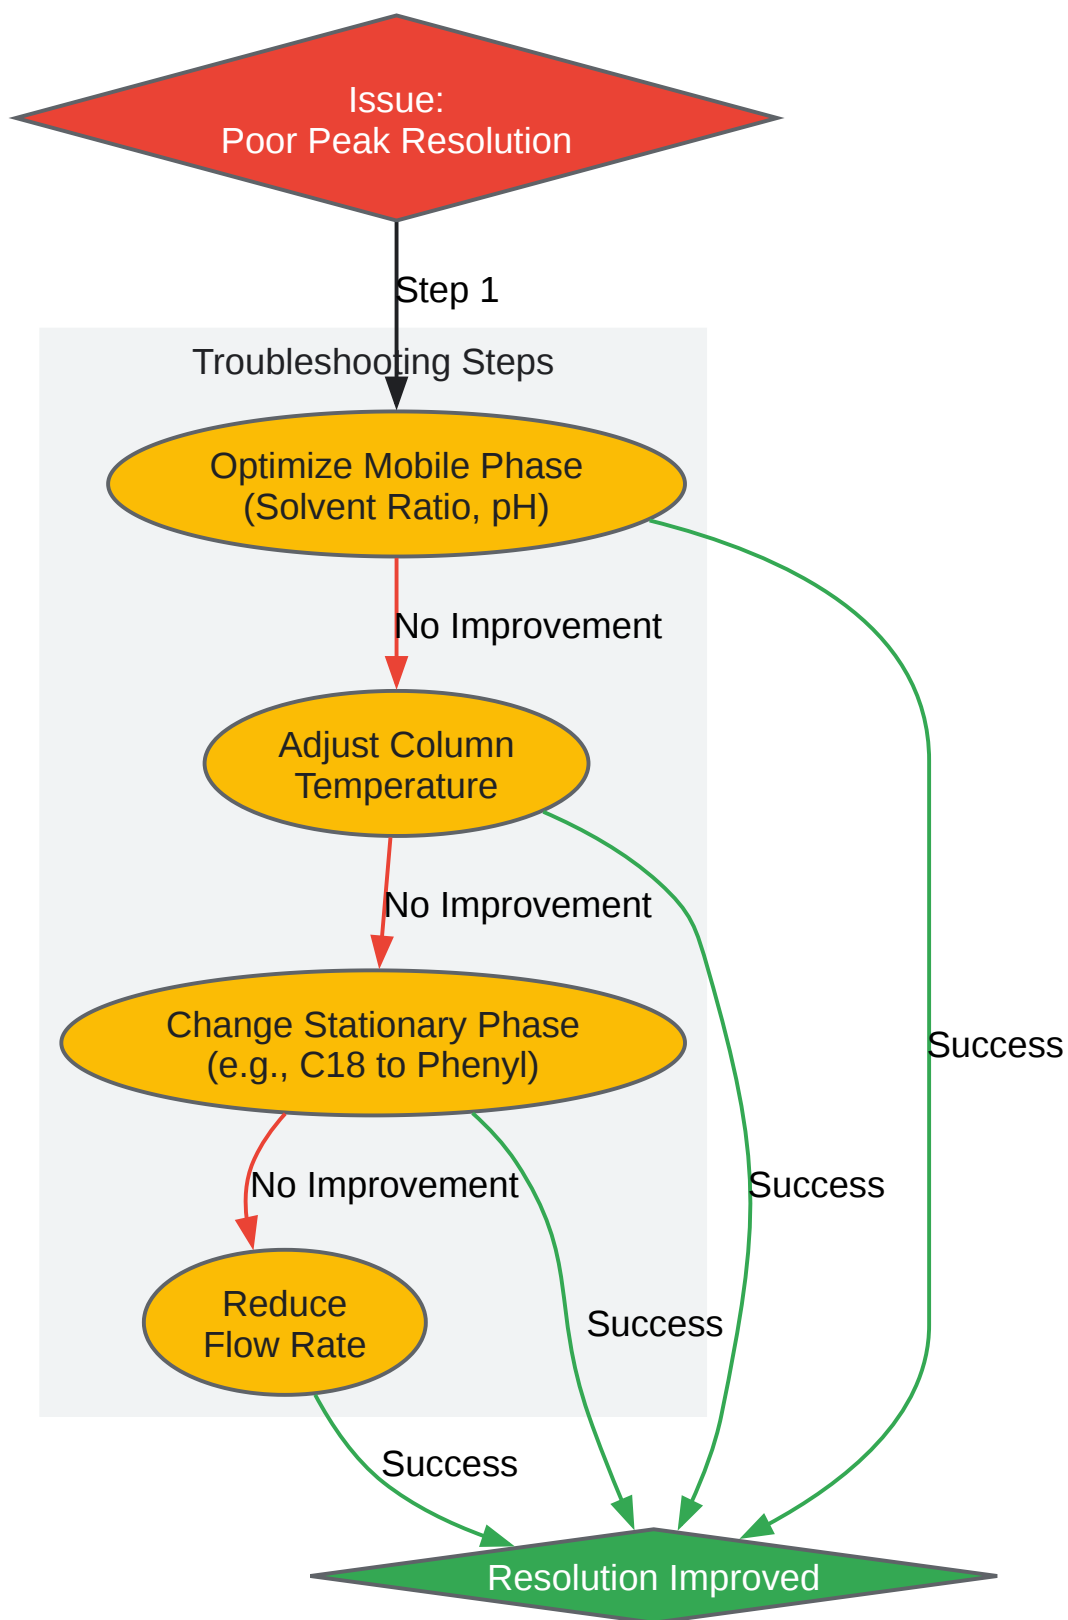 Issue:
Poor Peak Resolution
Step 1
Troubleshooting Steps
Optimize Mobile Phase
(Solvent Ratio, pH)
No Improvement
Adjust Column
Temperature
No Improvement
Change Stationary Phase
(e.g., C18 to Phenyl)
Success
No Improvement
Success
Reduce
Flow Rate
Success
Success
Resolution Improved